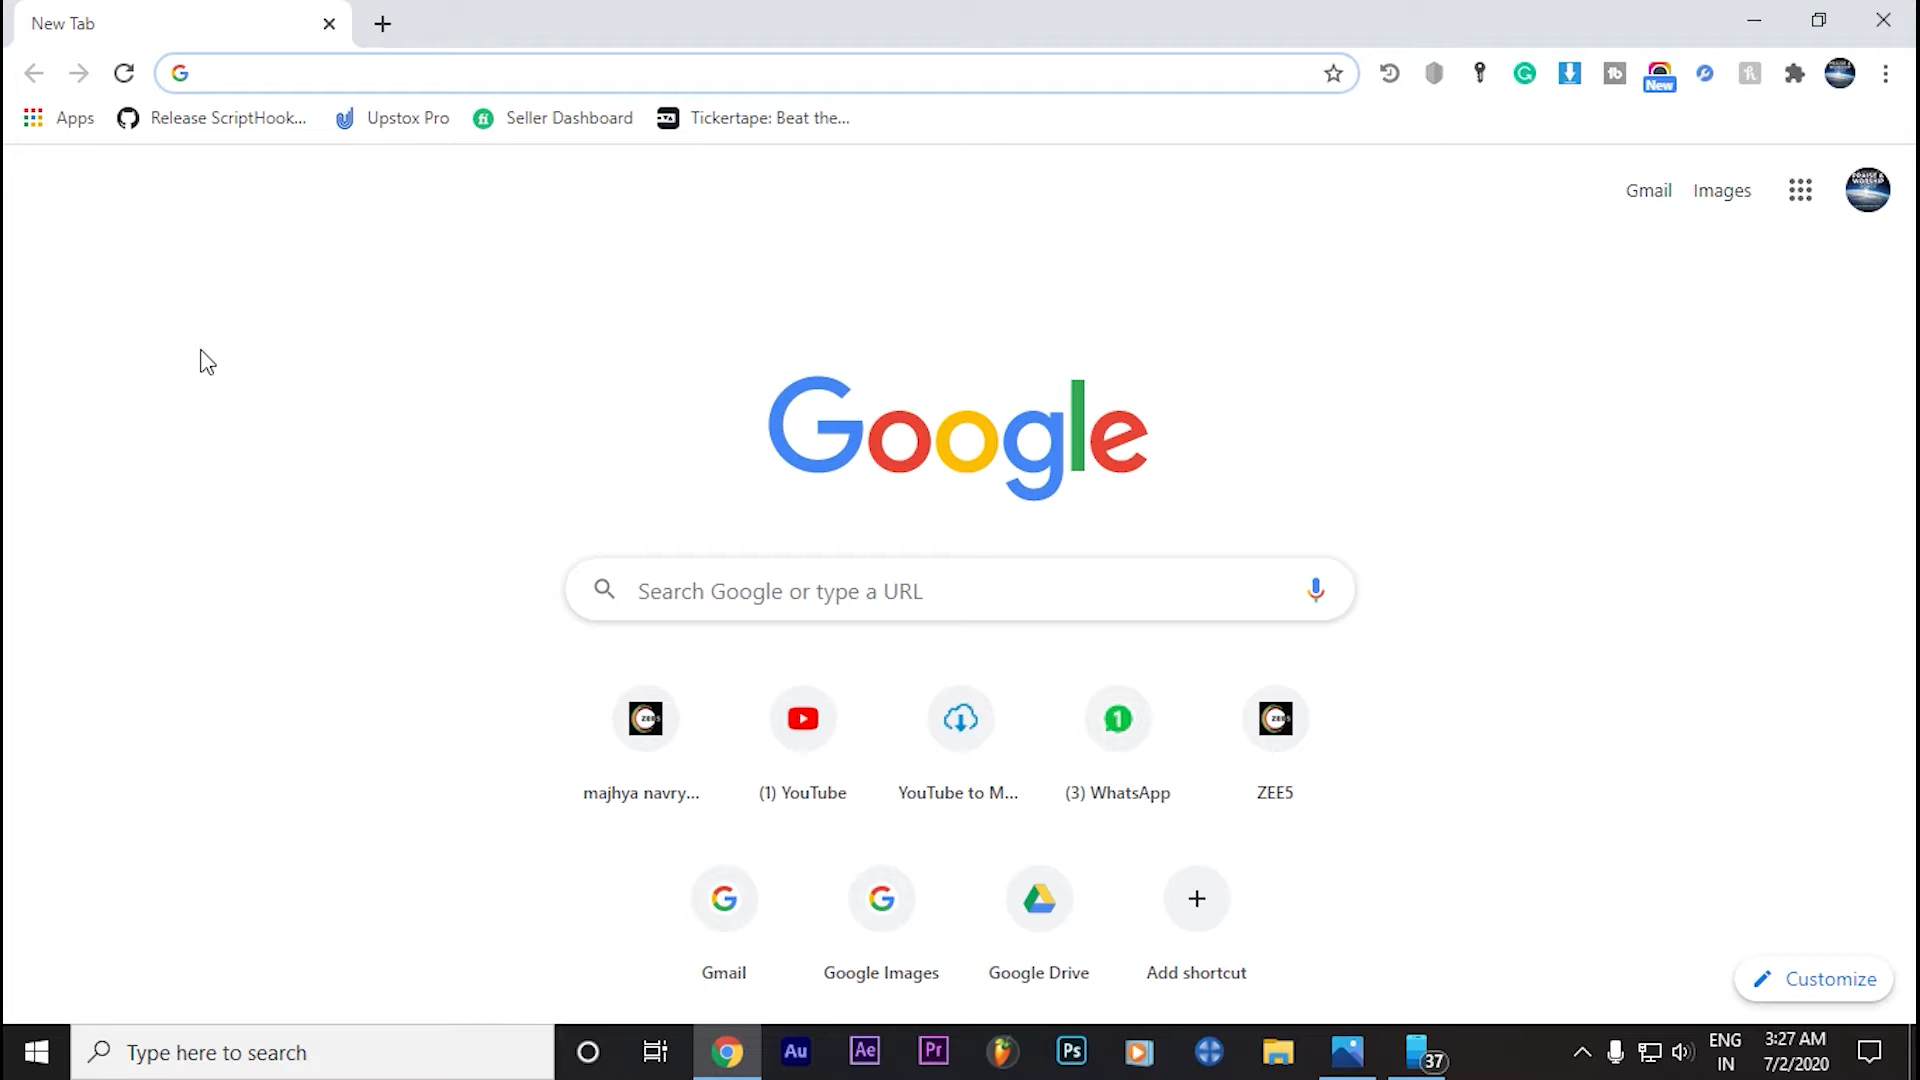 New Tab
New
Apps
Release ScriptHook...
Upstox Pro
Seller Dashboard
Tickertape: Beat the...
Gmail
Images
Google
Search Google or type a URL
majhya navry...
(1) YouTube
YouTube to M...
(3) WhatsApp
ZEE5
Gmail
Google Images
Google Drive
Add shortcut
Customize
Type here to search
Au
Ae
Pr
Ps
37
ENG
IN
3:27 AM
7/2/2020